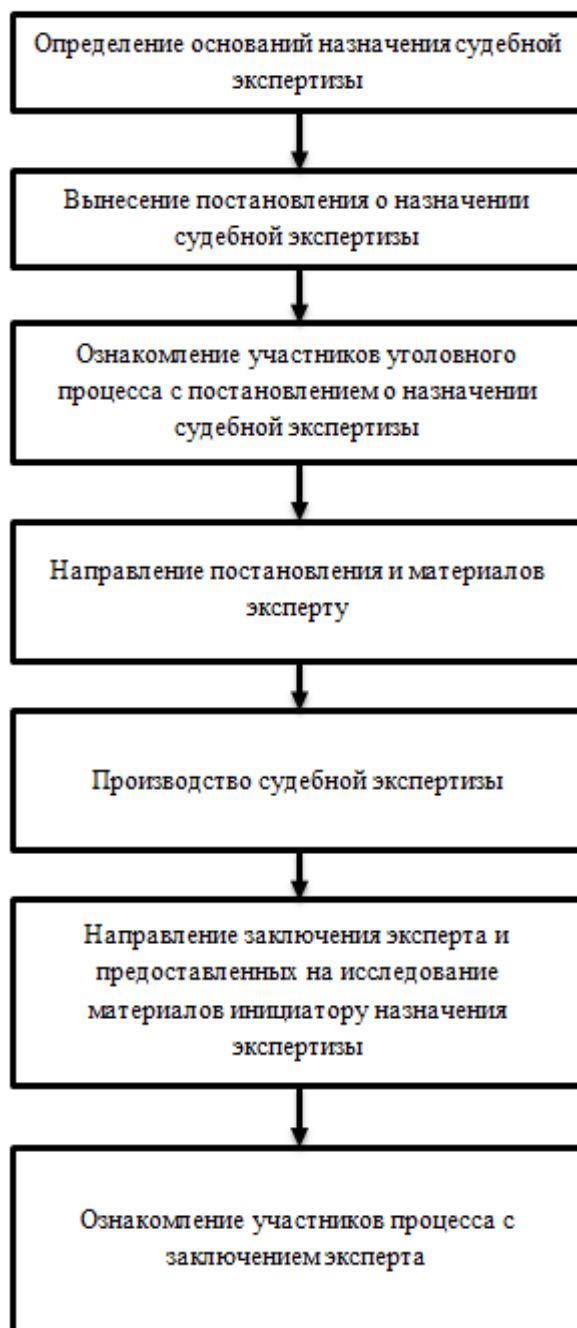 Определение оснований назначения судебной
экспертизы
Вынесение постановления о назначении
судебной экспертизы
Ознакомление участников уголовного
процесса с постановлением о назначении
судебной экспертизы
Направление постановления и материалов
эксперту
Производство судебной экспертизы
Направление заключения эксперта и
предоставленных на исследование
материалов инициатору назначения
экспертизы
Ознакомление участников процесса с
заключением эксперта